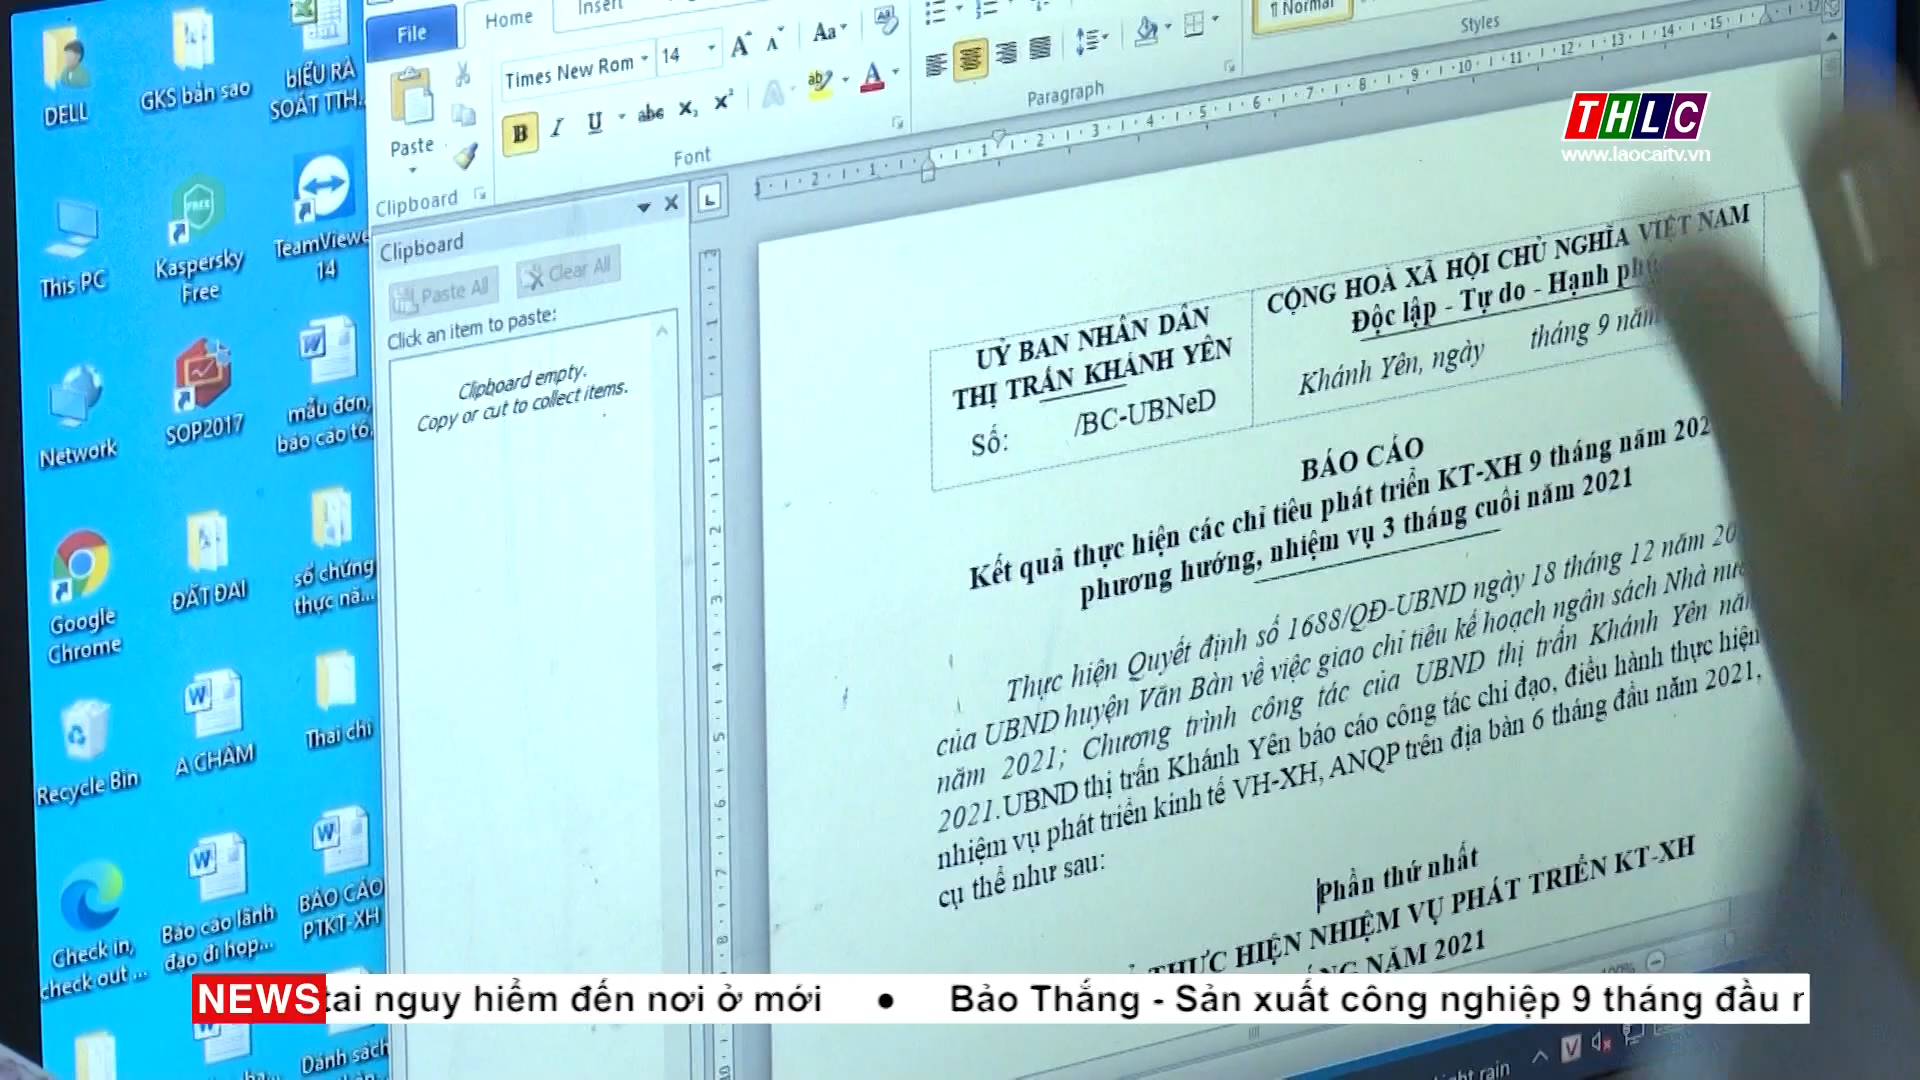 File
Home
Insert
Times New Rom
14
Paste
Clipboard
Font
Paragraph
Normal
Styles
THLC
www.laocaitv.vn
DELL
GKS bản sao
bIỂU RÀ
SOÁT TTH...
This PC
Kaspersky
Free
TeamViewe
14
Network
SOP2017
mẫu đơn,
báo cáo tố...
Google
Chrome
ĐẤT ĐAI
sổ chứng
thực nă...
Recycle Bin
A CHÂM
Thai chi
Check in,
check out ...
Báo cáo lãnh
đạo đi họp...
BÁO CÁO
PTKT-XH
Danh sách
Clipboard
Paste All
Clear All
Click an item to paste:
Clipboard empty.
Copy or cut to collect items.
UỶ BAN NHÂN DÂN
THỊ TRẤN KHÁNH YÊN
Số: /BC-UBNeD
CỘNG HOÀ XÃ HỘI CHỦ NGHĨA VIỆT NAM
Độc lập - Tự do - Hạnh phúc
Khánh Yên, ngày tháng 9 năm
BÁO CÁO
Kết quả thực hiện các chỉ tiêu phát triển KT-XH 9 tháng năm 202
phương hướng, nhiệm vụ 3 tháng cuối năm 2021
Thực hiện Quyết định số 1688/QĐ-UBND ngày 18 tháng 12 năm 20
của UBND huyện Văn Bàn về việc giao chỉ tiêu kế hoạch ngân sách Nhà nướ
năm 2021; Chương trình công tác của UBND thị trấn Khánh Yên năm
2021.UBND thị trấn Khánh Yên báo cáo công tác chỉ đạo, điều hành thực hiện
nhiệm vụ phát triển kinh tế VH-XH, ANQP trên địa bàn 6 tháng đầu năm 2021,
cụ thể như sau:
Phần thứ nhất
THỰC HIỆN NHIỆM VỤ PHÁT TRIỂN KT-XH
NĂM 2021
NEWS tai nguy hiểm đến nơi ở mới ● Bảo Thắng - Sản xuất công nghiệp 9 tháng đầu
rain